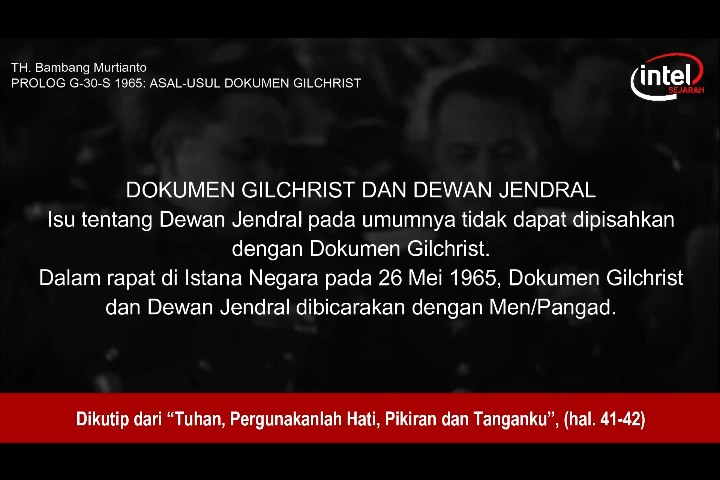 TH. Bambang Murtianto
PROLOG G-30-S 1965: ASAL-USUL DOKUMEN GILCHRIST
intel
SEJARAH
DOKUMEN GILCHRIST DAN DEWAN JENDRAL
Isu tentang Dewan Jendral pada umumnya tidak dapat dipisahkan
dengan Dokumen Gilchrist.
Dalam rapat di Istana Negara pada 26 Mei 1965, Dokumen Gilchrist
dan Dewan Jendral dibicarakan dengan Men/Pangad.
Dikutip dari “Tuhan, Pergunakanlah Hati, Pikiran dan Tanganku”, (hal. 41-42)